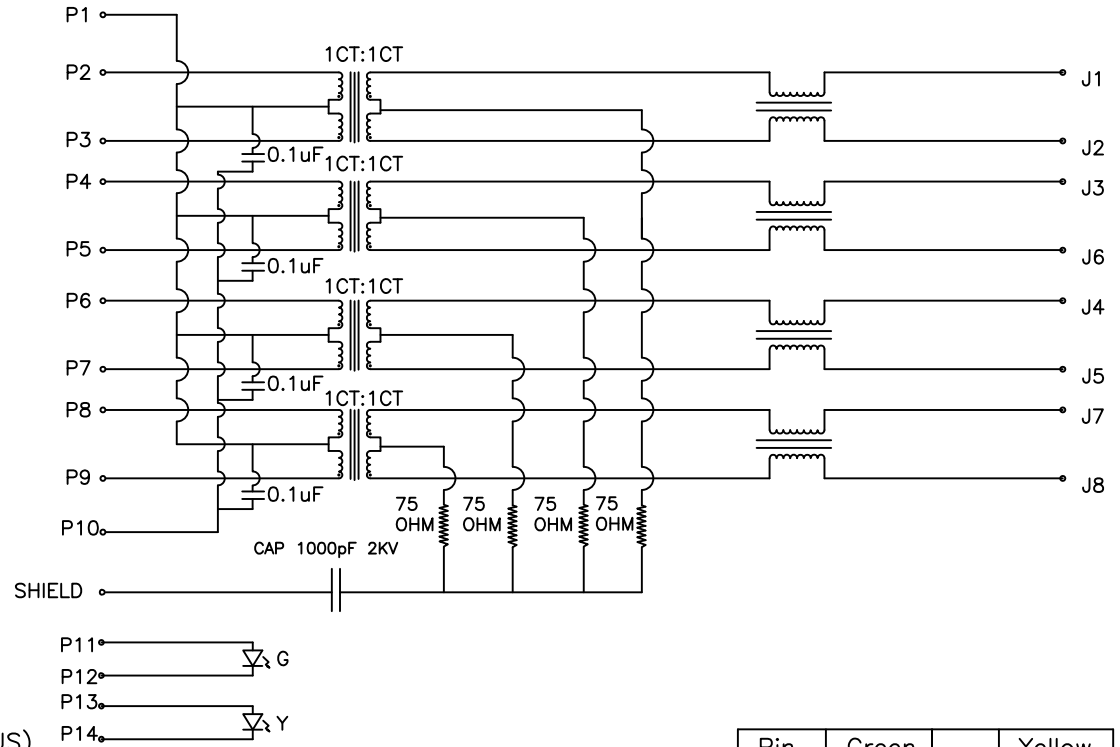 P1
1CT:1CT
P2
J1
P3
J2
0.1uF
1CT:1CT
P4
J3
P5
J6
0.1uF
1CT:1CT
P6
J4
P7
J5
0.1uF
1CT:1CT
P8
J7
P9
J8
0.1uF
75 OHM
75 OHM
75 OHM
75 OHM
P10
CAP 1000pF 2KV
SHIELD
P11
G
P12
P13
Y
P14
US)
Pin Green Yellow